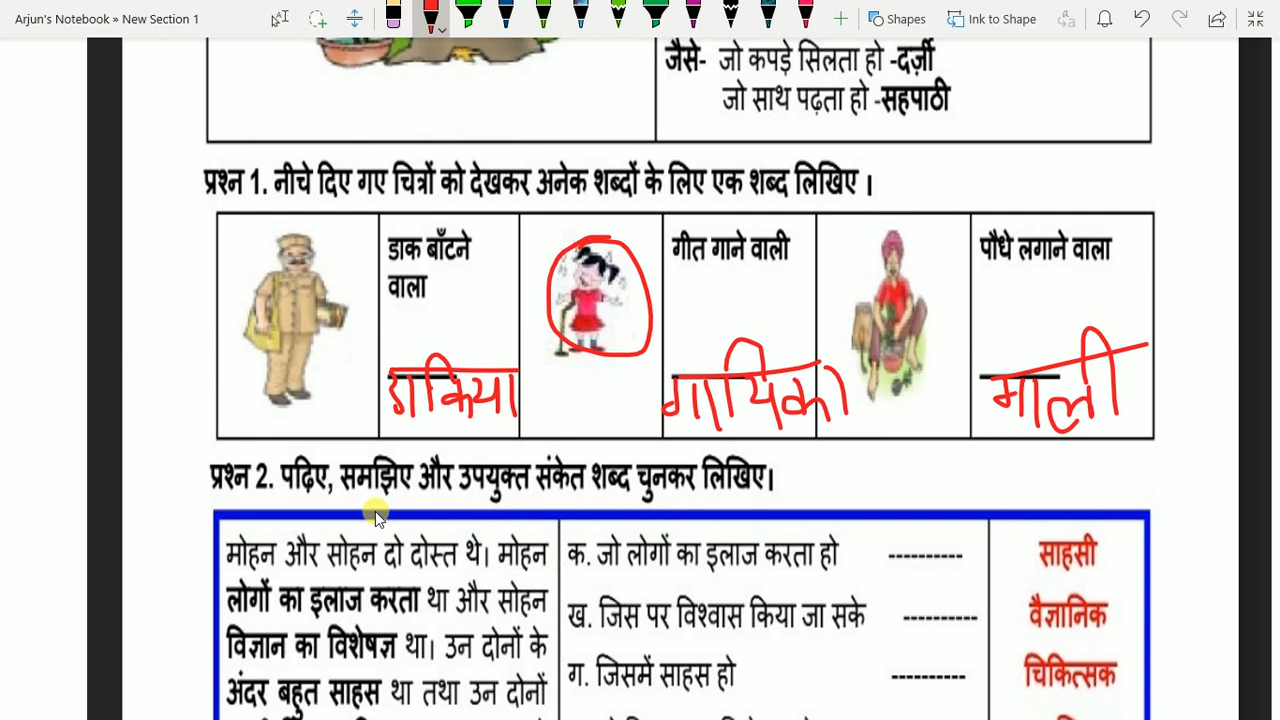 Arjun's Notebook » New Section 1
Shapes
Ink to Shape
जैसे- जो कपड़े सिलता हो -दर्ज़ी
जो साथ पढ़ता हो -सहपाठी
प्रश्न 1. नीचे दिए गए चित्रों को देखकर अनेक शब्दों के लिए एक शब्द लिखिए ।
डाक बाँटने
वाला
डाकिया
गीत गाने वाली
गायिका
पौधे लगाने वाला
माली
प्रश्न 2. पढ़िए, समझिए और उपयुक्त संकेत शब्द चुनकर लिखिए।
मोहन और सोहन दो दोस्त थे। मोहन
लोगों का इलाज करता था और सोहन
विज्ञान का विशेषज्ञ था। उन दोनों के
अंदर बहुत साहस था तथा उन दोनों
क. जो लोगों का इलाज करता हो ----------
ख. जिस पर विश्वास किया जा सके ----------
ग. जिसमें साहस हो ----------
साहसी
वैज्ञानिक
चिकित्सक